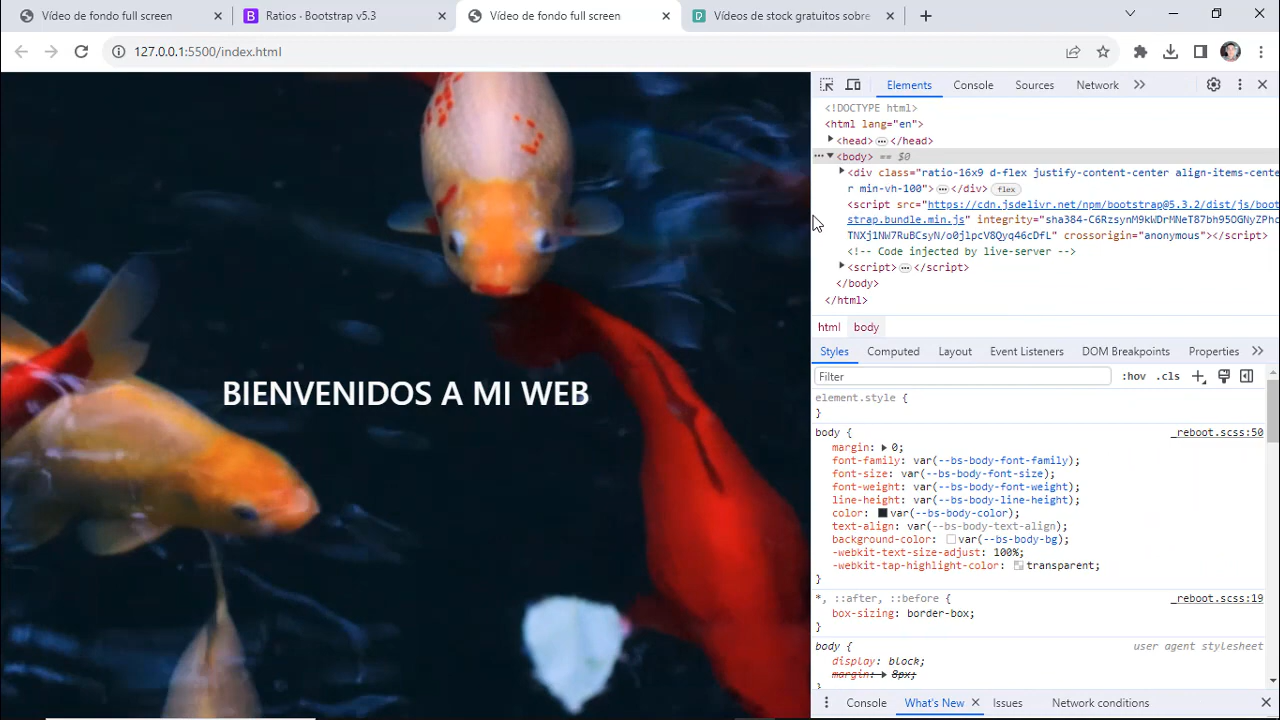 Vídeo de fondo full screen
Ratios · Bootstrap v5.3
Vídeo de fondo full screen
Vídeos de stock gratuitos sobre
127.0.0.1:5500/index.html
BIENVENIDOS A MI WEB
Elements Console Sources Network
<!DOCTYPE html>
<html lang="en">
<head> </head>
<body> == $0
<div class="ratio-16x9 d-flex justify-content-center align-items-cente
r min-vh-100"> </div> flex
<script src="https://cdn.jsdelivr.net/npm/bootstrap@5.3.2/dist/js/boot
strap.bundle.min.js" integrity="sha384-C6RzsynM9kWDrMNeT87bh95OGNyZPhc
TNXj1NW7RuBCsyN/o0jlpcV8Qyq46cDfL" crossorigin="anonymous"></script>
<!-- Code injected by live-server -->
<script> </script>
</body>
</html>
html body
Styles Computed Layout Event Listeners DOM Breakpoints Properties
Filter :hov .cls
element.style {
}
body { _reboot.scss:50
margin: 0;
font-family: var(--bs-body-font-family);
font-size: var(--bs-body-font-size);
font-weight: var(--bs-body-font-weight);
line-height: var(--bs-body-line-height);
color: var(--bs-body-color);
text-align: var(--bs-body-text-align);
background-color: var(--bs-body-bg);
-webkit-text-size-adjust: 100%;
-webkit-tap-highlight-color: transparent;
}
*, ::after, ::before { _reboot.scss:19
box-sizing: border-box;
}
body { user agent stylesheet
display: block;
margin: 8px;
Console What's New Issues Network conditions